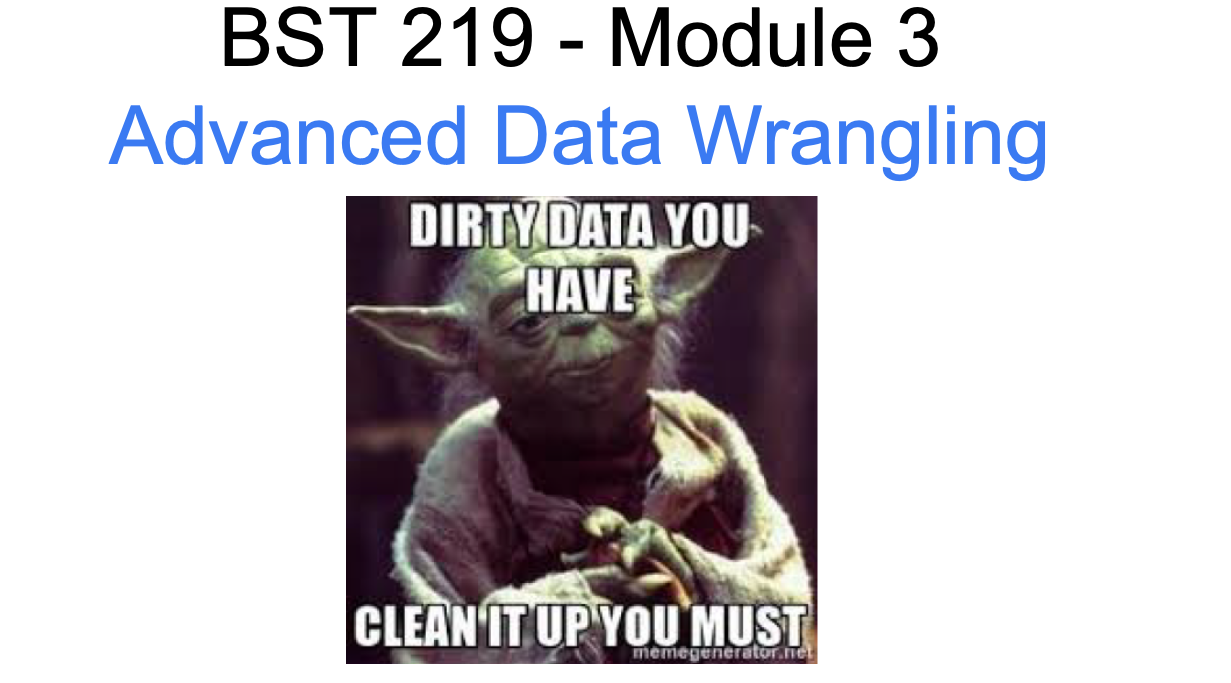 BST 219 - Module 3
Advanced Data Wrangling
DIRTY DATA YOU
HAVE
CLEAN IT UP YOU MUST
memegenerator.net